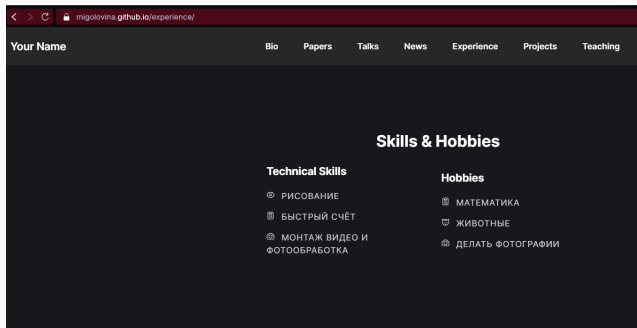 migolovina.github.io/experience/
Your Name
Bio Papers Talks News Experience Projects Teaching
Skills & Hobbies
Technical Skills
РИСОВАНИЕ
БЫСТРЫЙ СЧЁТ
МОНТАЖ ВИДЕО И
ФОТООБРАБОТКА
Hobbies
МАТЕМАТИКА
ЖИВОТНЫЕ
ДЕЛАТЬ ФОТОГРАФИИ